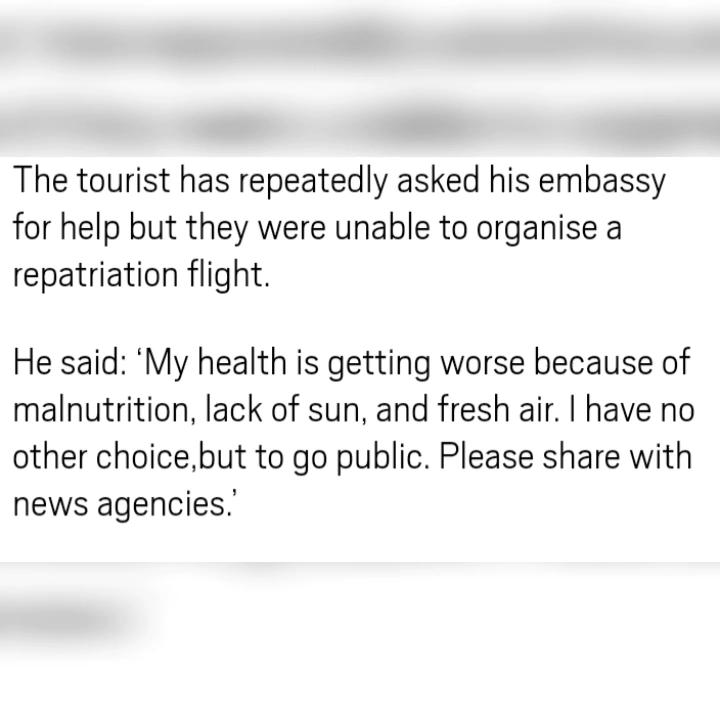 The tourist has repeatedly asked his embassy
for help but they were unable to organise a
repatriation flight.
He said: ‘My health is getting worse because of
malnutrition, lack of sun, and fresh air. I have no
other choice,but to go public. Please share with
news agencies.’